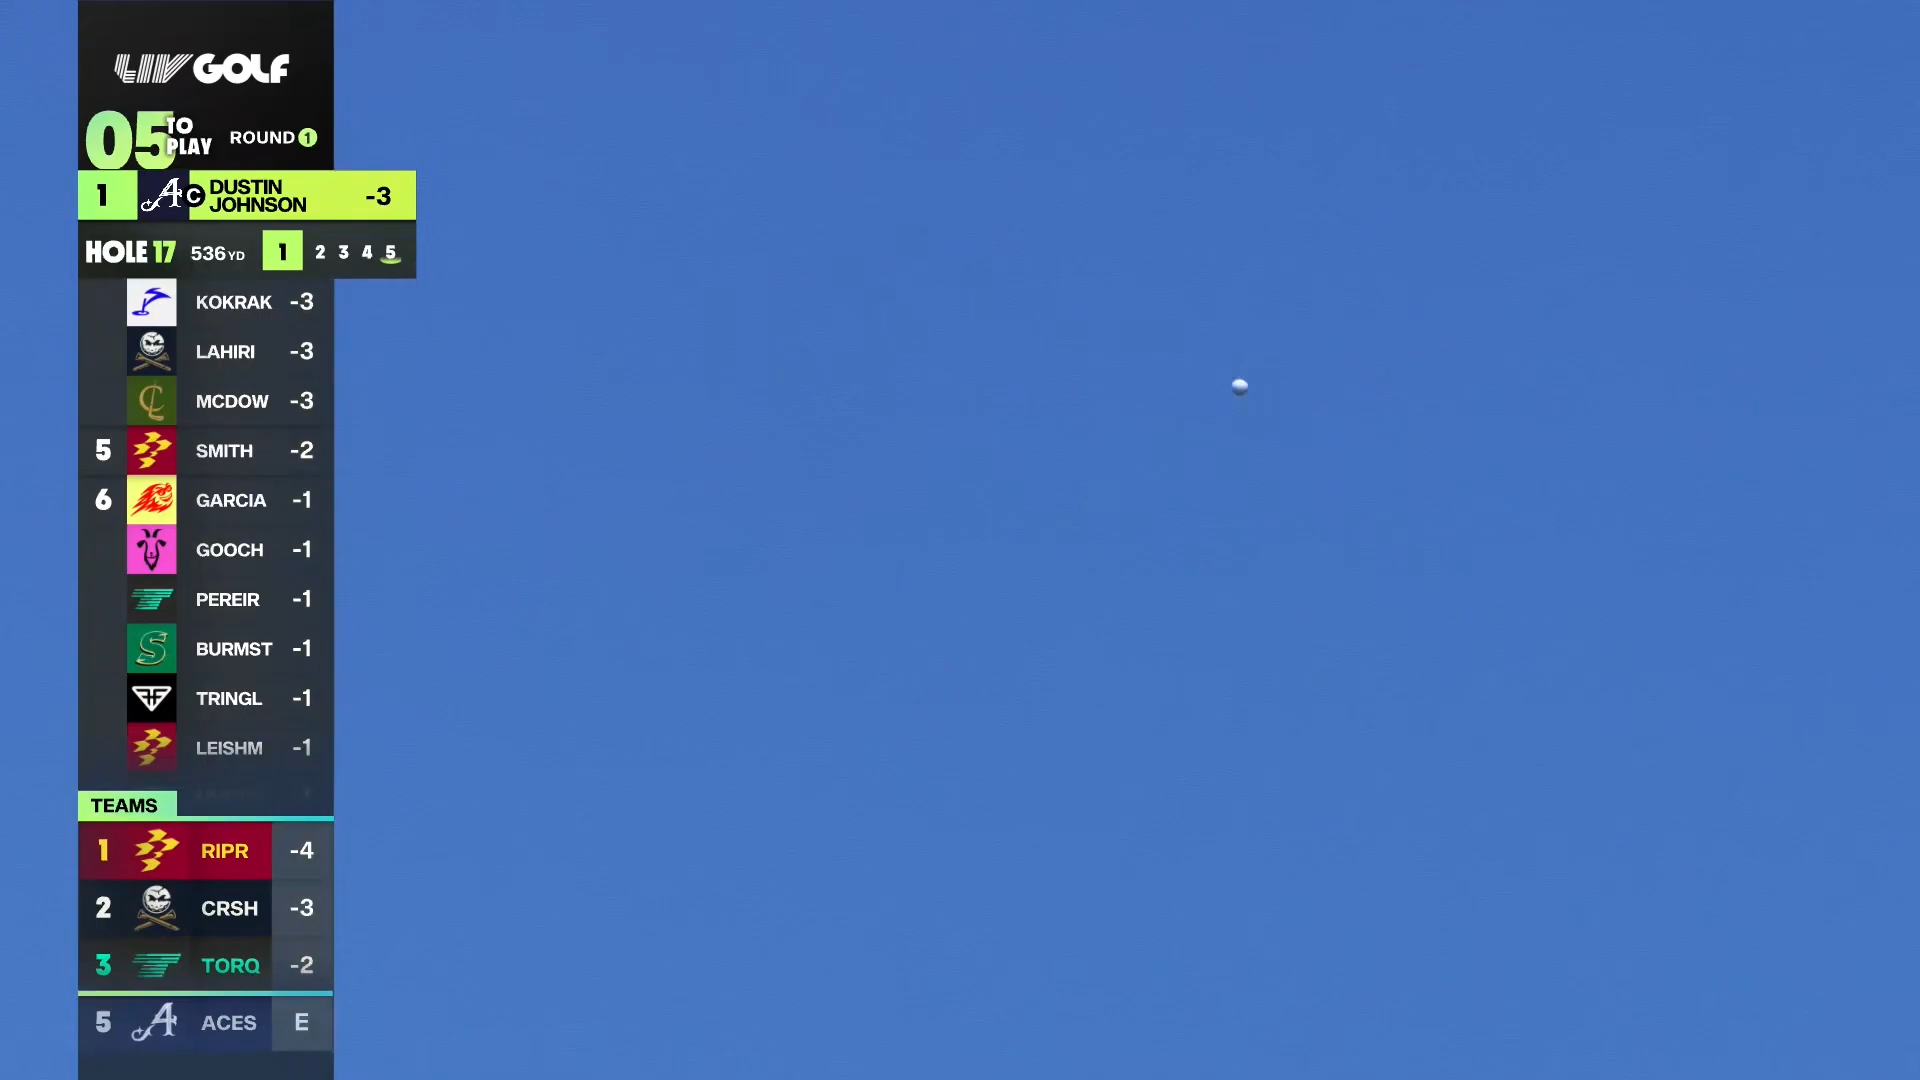 LIV GOLF
05 TO PLAY ROUND 1
1 A C DUSTIN JOHNSON -3
HOLE 17 536YD 1 2 3 4 5
KOKRAK -3
LAHIRI -3
MCDOW -3
5 SMITH -2
6 GARCIA -1
GOOCH -1
PEREIR -1
S BURMST -1
TRINGL -1
LEISHM -1
TEAMS
1 RIPR -4
2 CRSH -3
3 TORQ -2
5 A ACES E